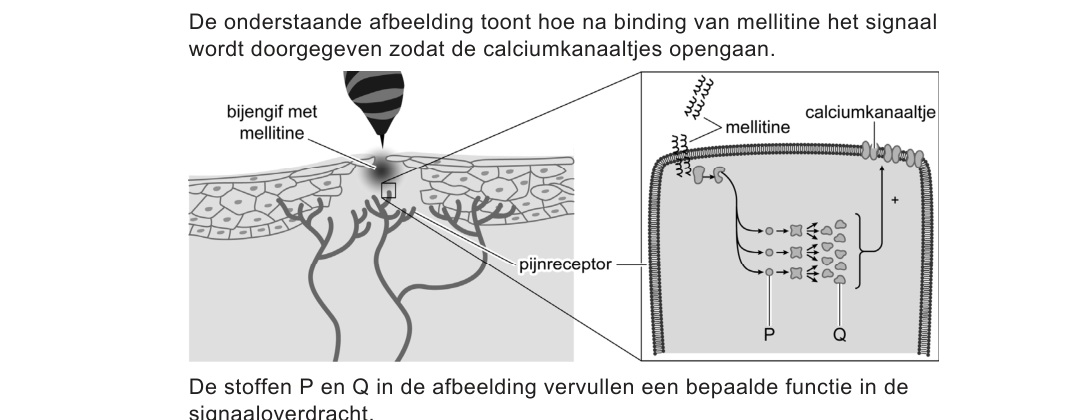 De onderstaande afbeelding toont hoe na binding van mellitine het signaal
wordt doorgegeven zodat de calciumkanaaltjes opengaan.
bijengif met
mellitine
calciumkanaaltje
mellitine
+
pijnreceptor
P
Q
De stoffen P en Q in de afbeelding vervullen een bepaalde functie in de
signaaloverdracht.